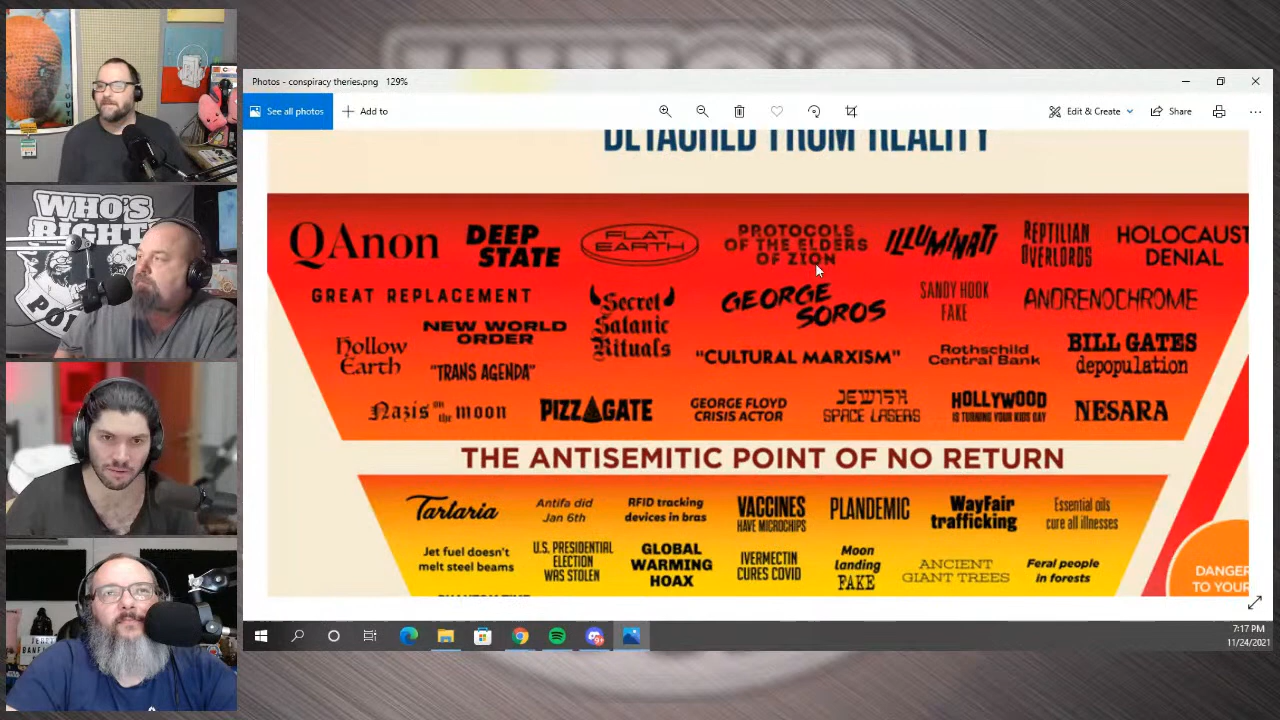 WHO'S
RIGHT
Photos - conspiracy theries.png 129%
See all photos
Add to
Edit & Create
Share
DETACHED FROM REALITY
QAnon
DEEP
STATE
FLAT
EARTH
PROTOCOLS
OF THE ELDERS
OF ZION
ILLUMINATI
REPTILIAN
OVERLORDS
HOLOCAUST
DENIAL
GREAT REPLACEMENT
Secret
Satanic
Rituals
GEORGE
SOROS
SANDY HOOK
FAKE
ANDRENOCHROME
Hollow
Earth
NEW WORLD
ORDER
"TRANS AGENDA"
"CULTURAL MARXISM"
Rothschild
Central Bank
BILL GATES
depopulation
Nazis on the moon
PIZZAGATE
GEORGE FLOYD
CRISIS ACTOR
JEWISH
SPACE LASERS
HOLLYWOOD
IS TURNING YOUR KIDS GAY
NESARA
THE ANTISEMITIC POINT OF NO RETURN
Tartaria
Antifa did
Jan 6th
RFID tracking
devices in bras
VACCINES
HAVE MICROCHIPS
PLANDEMIC
WayFair
trafficking
Essential oils
cure all illnesses
Jet fuel doesn't
melt steel beams
U.S. PRESIDENTIAL
ELECTION
WAS STOLEN
GLOBAL
WARMING
HOAX
IVERMECTIN
CURES COVID
Moon
landing
FAKE
ANCIENT
GIANT TREES
Feral people
in forests
DANGER
TO YOUR
7:17 PM
11/24/2021